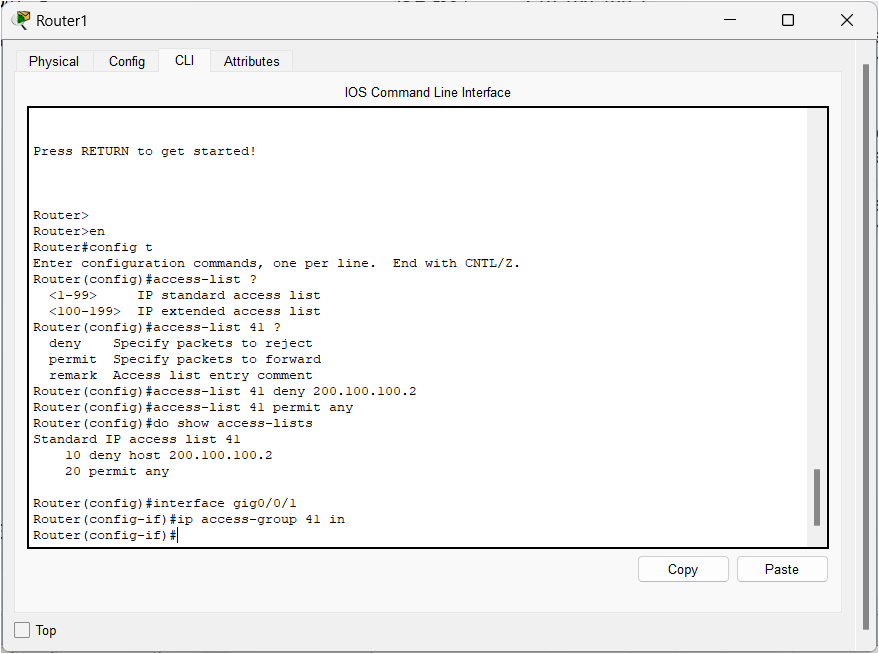 Router1
Physical Config CLI Attributes
IOS Command Line Interface
Press RETURN to get started!
Router>
Router>en
Router#config t
Enter configuration commands, one per line.  End with CNTL/Z.
Router(config)#access-list ?
  <1-99>     IP standard access list
  <100-199>  IP extended access list
Router(config)#access-list 41 ?
  deny    Specify packets to reject
  permit  Specify packets to forward
  remark  Access list entry comment
Router(config)#access-list 41 deny 200.100.100.2
Router(config)#access-list 41 permit any
Router(config)#do show access-lists
Standard IP access list 41
    10 deny host 200.100.100.2
    20 permit any
Router(config)#interface gig0/0/1
Router(config-if)#ip access-group 41 in
Router(config-if)#
Copy Paste
Top